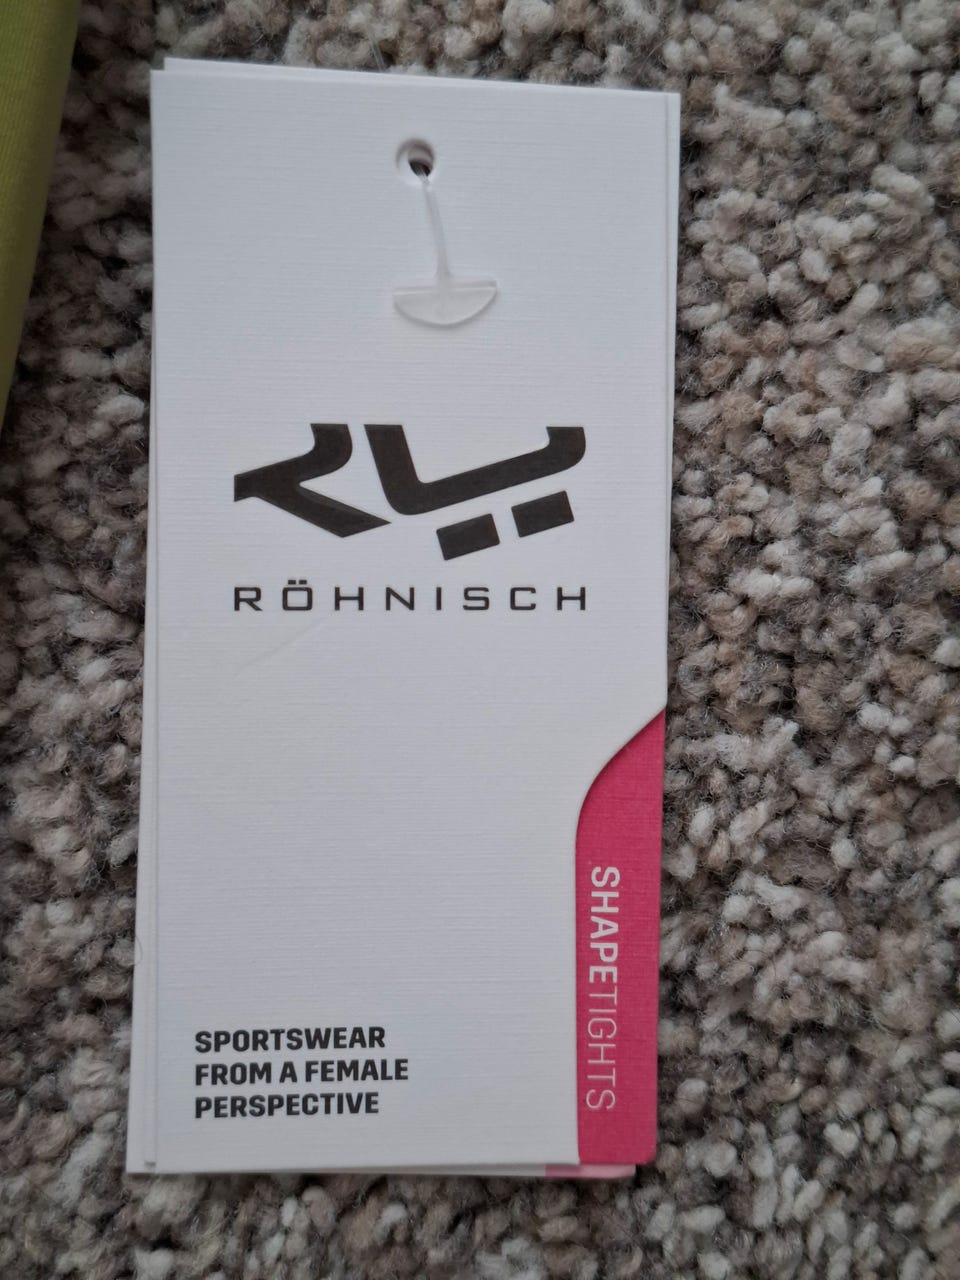 RÖHNISCH
SHAPETIGHTS
SPORTSWEAR
FROM A FEMALE
PERSPECTIVE